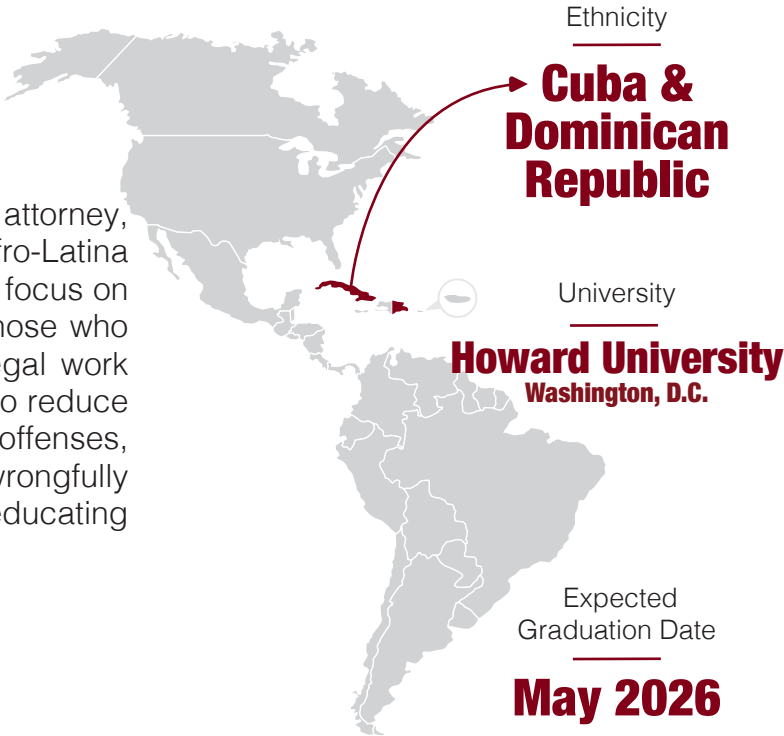 Ethnicity
Cuba &
Dominican
Republic
attorney,
fro-Latina
focus on
hose who
egal work
o reduce
offenses,
wrongfully
educating
University
Howard University
Washington, D.C.
Expected
Graduation Date
May 2026